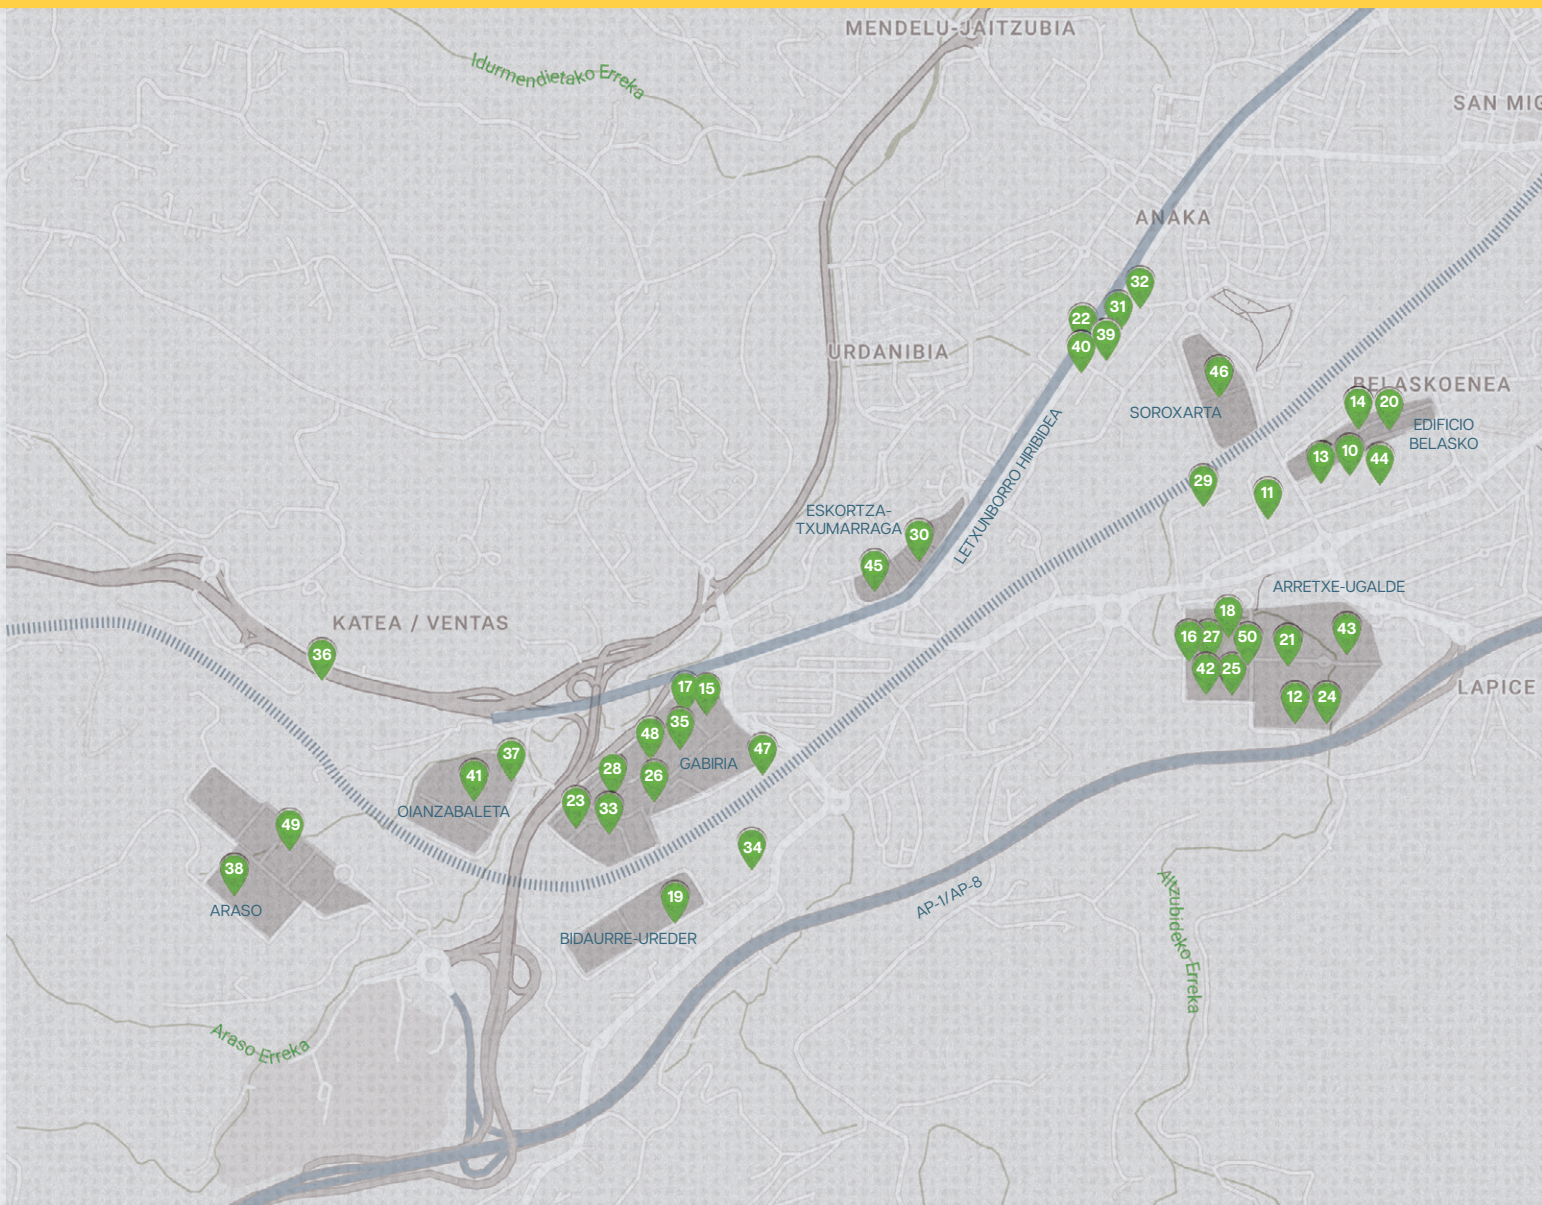 MENDELU-JAITZUBIA
Idurmendietako Erreka
SAN MIG
ANAKA
32
31
22
39
40
URDANIBIA
46
BELASKOENEA
14
20
SOROXARTA
EDIFICIO
BELASKO
13
10
44
29
11
LETXUNBORRO HIRIBIDEA
ESKORTZA-
TXUMARRAGA
30
45
ARRETXE-UGALDE
18
KATEA / VENTAS
16
27
50
21
43
36
42
25
17
15
LAPICE
12
24
35
48
47
37
GABIRIA
41
28
26
23
33
OIANZABALETA
49
34
38
19
AP-1/AP-8
ARASO
BIDAURRE-UREDER
Altzubideko Erreka
Araso Erreka